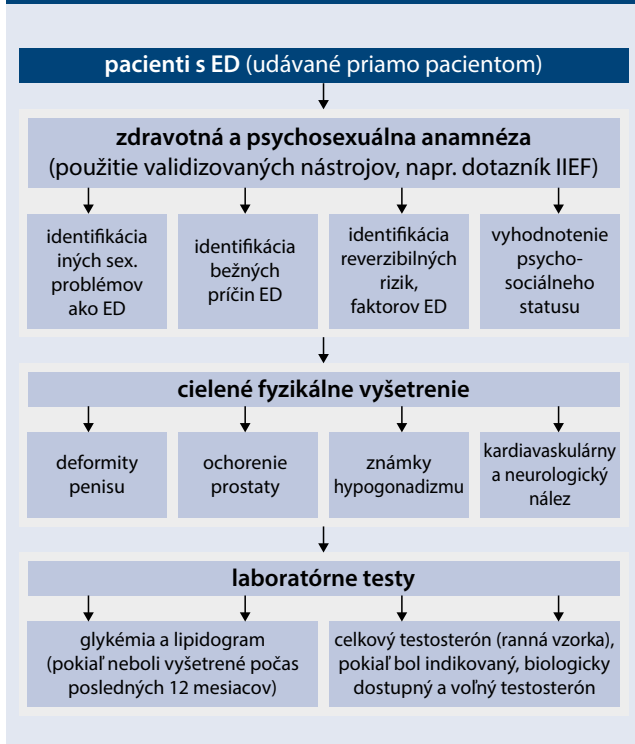 pacienti s ED (udávané priamo pacientom)
zdravotná a psychosexuálna anamnéza
(použitie validizovaných nástrojov, napr. dotazník IIEF)
identifikácia
iných sex.
problémov
ako ED
identifikácia
bežných
príčin ED
identifikácia
reverzibilných
rizik,
faktorov ED
vyhodnotenie
psycho-
sociálneho
statusu
cielené fyzikálne vyšetrenie
deformity
penisu
ochorenie
prostaty
známky
hypogonadizmu
kardiavaskulárny
a neurologický
nález
laboratórne testy
glykémia a lipidogram
(pokiaľ neboli vyšetrené počas
posledných 12 mesiacov)
celkový testosterón (ranná vzorka),
pokiaľ bol indikovaný, biologicky
dostupný a voľný testosterón